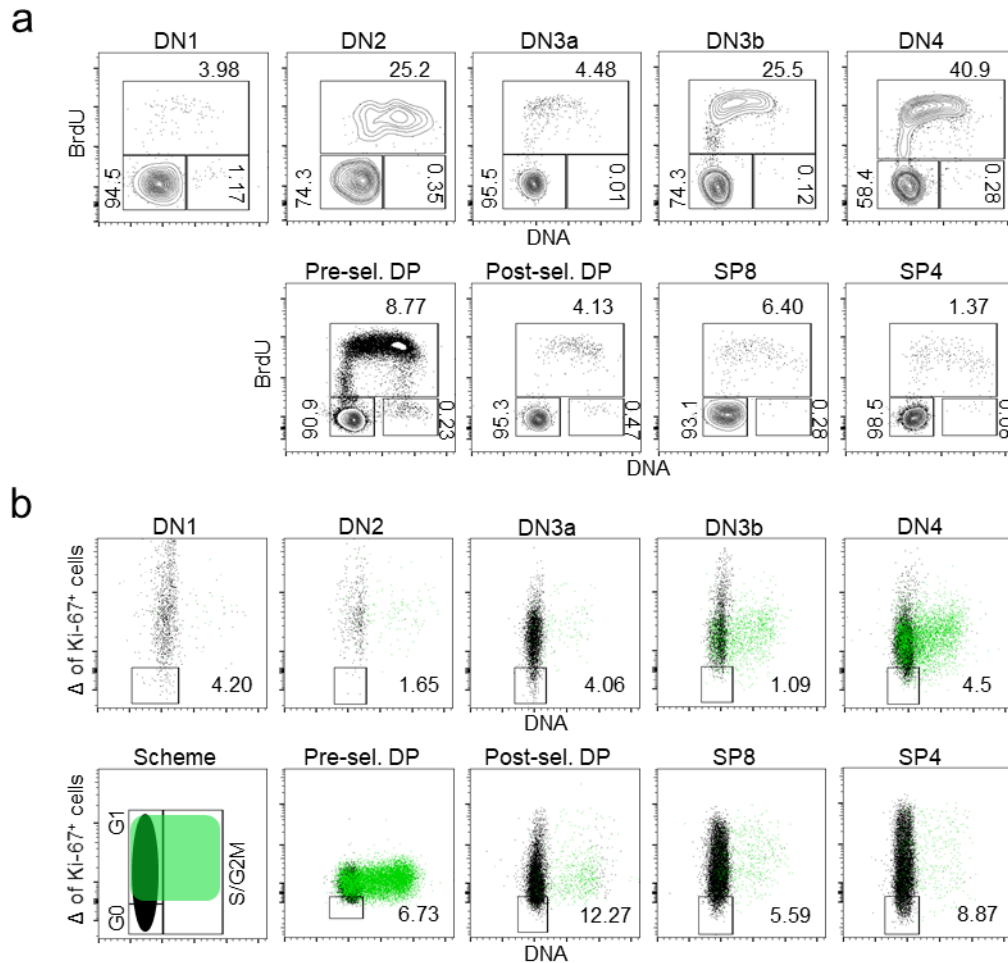 a
DN1 DN2 DN3a DN3b DN4
3.98 25.2 4.48 25.5 40.9
BrdU
94.5 1.17 74.3 0.35 95.5 0.01 74.3 0.12 58.4 0.28
DNA
Pre-sel. DP Post-sel. DP SP8 SP4
8.77 4.13 6.40 1.37
BrdU
90.9 0.23 95.3 0.47 93.1 0.28 98.5
DNA
b
DN1 DN2 DN3a DN3b DN4
Δ of Ki-67⁺ cells
4.20 1.65 4.06 1.09 4.5
DNA
Scheme Pre-sel. DP Post-sel. DP SP8 SP4
Δ of Ki-67⁺ cells
G1
G0
S/G2M
6.73 12.27 5.59 8.87
DNA